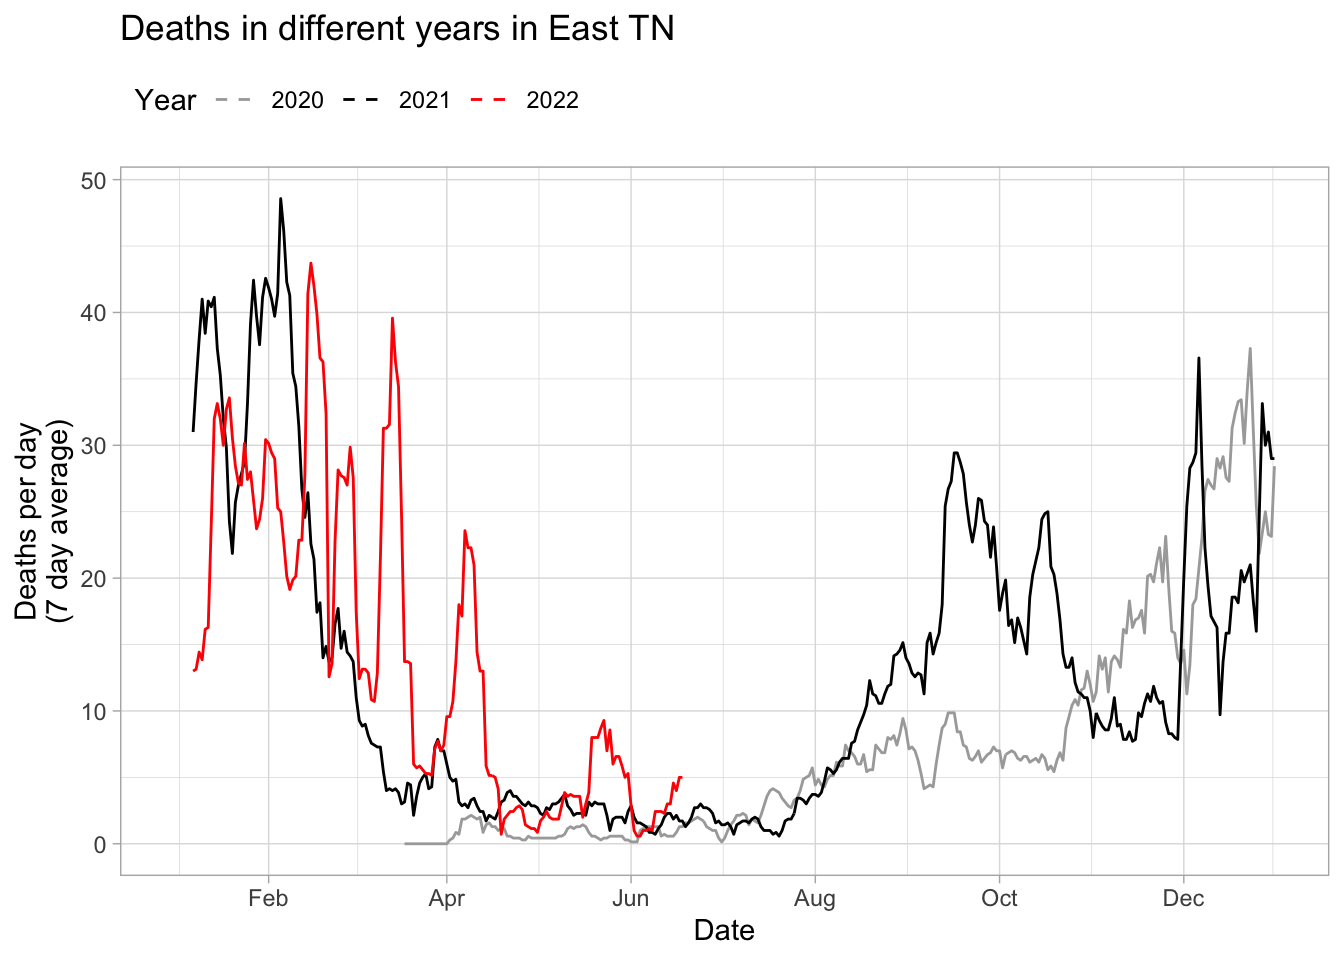 Deaths in different years in East TN
Year 2020 2021 2022
Deaths per day
(7 day average)
50
40
30
20
10
0
Feb Apr Jun Aug Oct Dec
Date